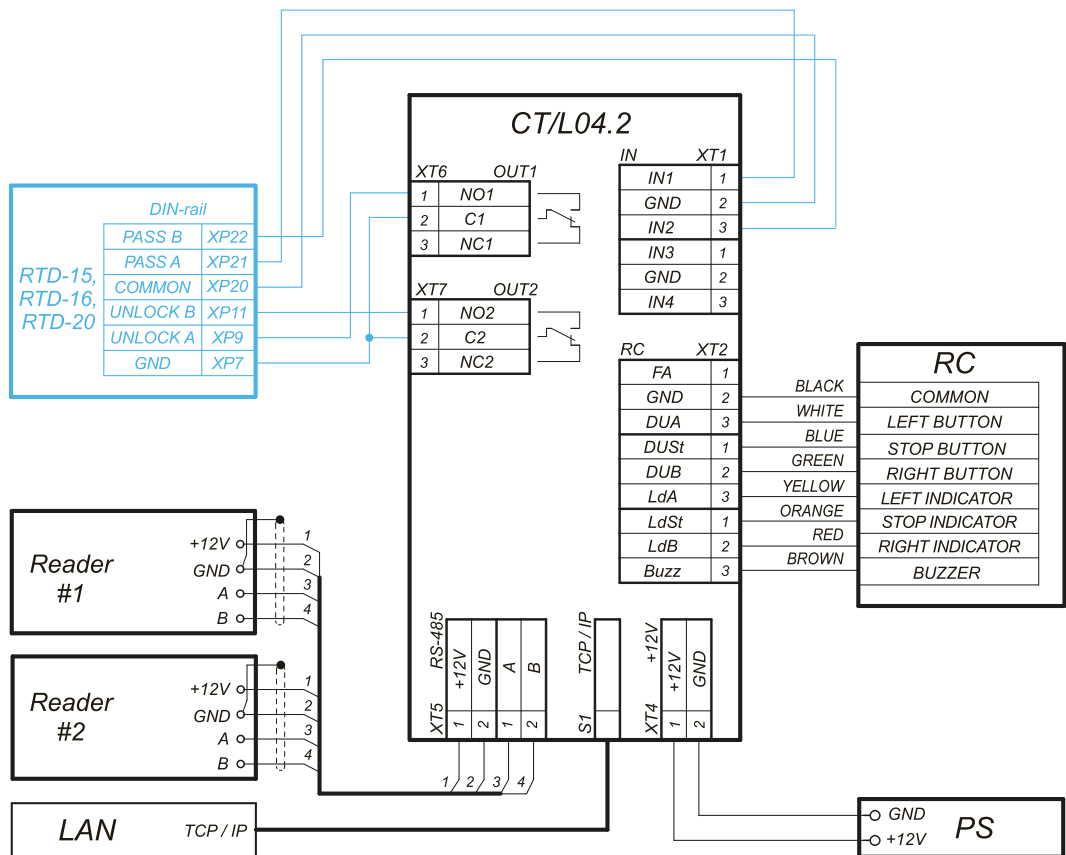 CT/L04.2
XT6 OUT1
1 NO1
2 C1
3 NC1
XT7 OUT2
1 NO2
2 C2
3 NC2
IN XT1
IN1 1
GND 2
IN2 3
IN3 1
GND 2
IN4 3
RC XT2
FA 1
GND 2
DUA 3
DUSt 1
DUB 2
LdA 3
LdSt 1
LdB 2
Buzz 3
DIN-rail
RTD-15,
RTD-16,
RTD-20
PASS B XP22
PASS A XP21
COMMON XP20
UNLOCK B XP11
UNLOCK A XP9
GND XP7
BLACK
WHITE
BLUE
GREEN
YELLOW
ORANGE
RED
BROWN
RC
COMMON
LEFT BUTTON
STOP BUTTON
RIGHT BUTTON
LEFT INDICATOR
STOP INDICATOR
RIGHT INDICATOR
BUZZER
Reader
#1
+12V 1
GND 2
A 3
B 4
Reader
#2
+12V 1
GND 2
A 3
B 4
XT5 RS-485
1 +12V
2 GND
1 A
2 B
S1 TCP / IP
XT4 +12V
1 +12V
2 GND
1 2 3 4
LAN TCP / IP
GND
+12V
PS